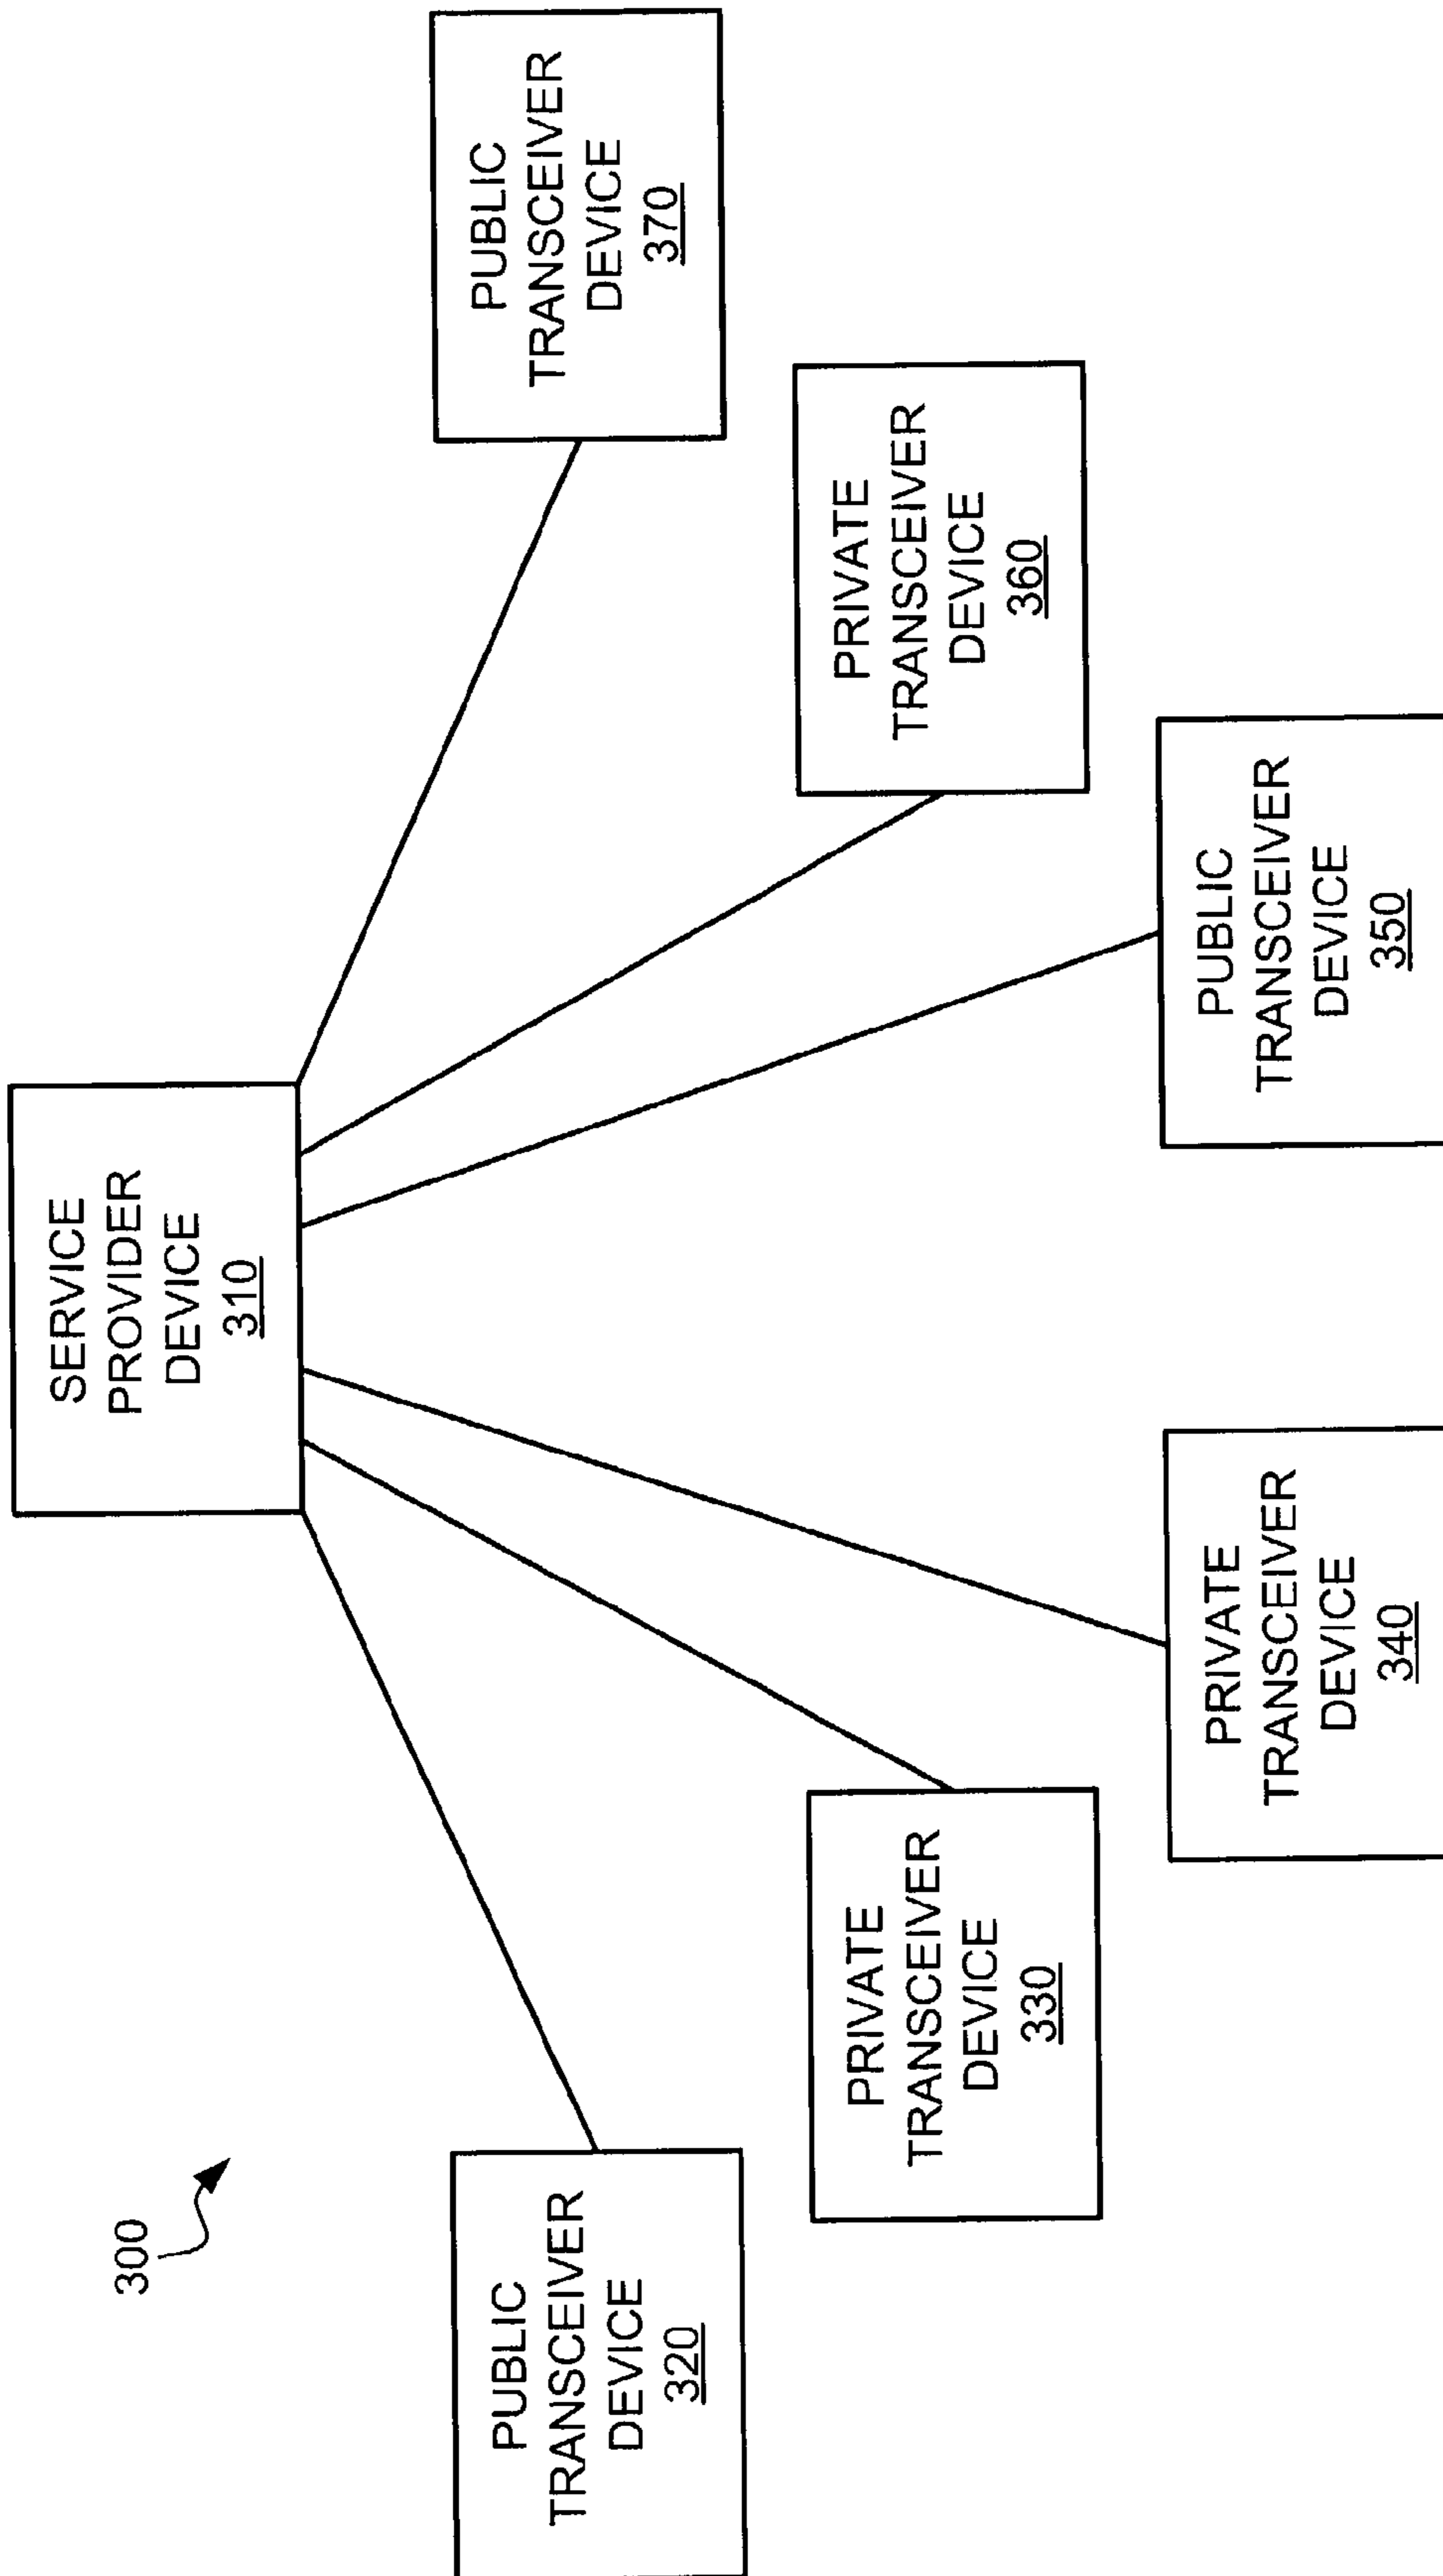 300
SERVICE
PROVIDER
DEVICE
310
PUBLIC
TRANSCEIVER
DEVICE
320
PRIVATE
TRANSCEIVER
DEVICE
330
PRIVATE
TRANSCEIVER
DEVICE
340
PUBLIC
TRANSCEIVER
DEVICE
350
PRIVATE
TRANSCEIVER
DEVICE
360
PUBLIC
TRANSCEIVER
DEVICE
370